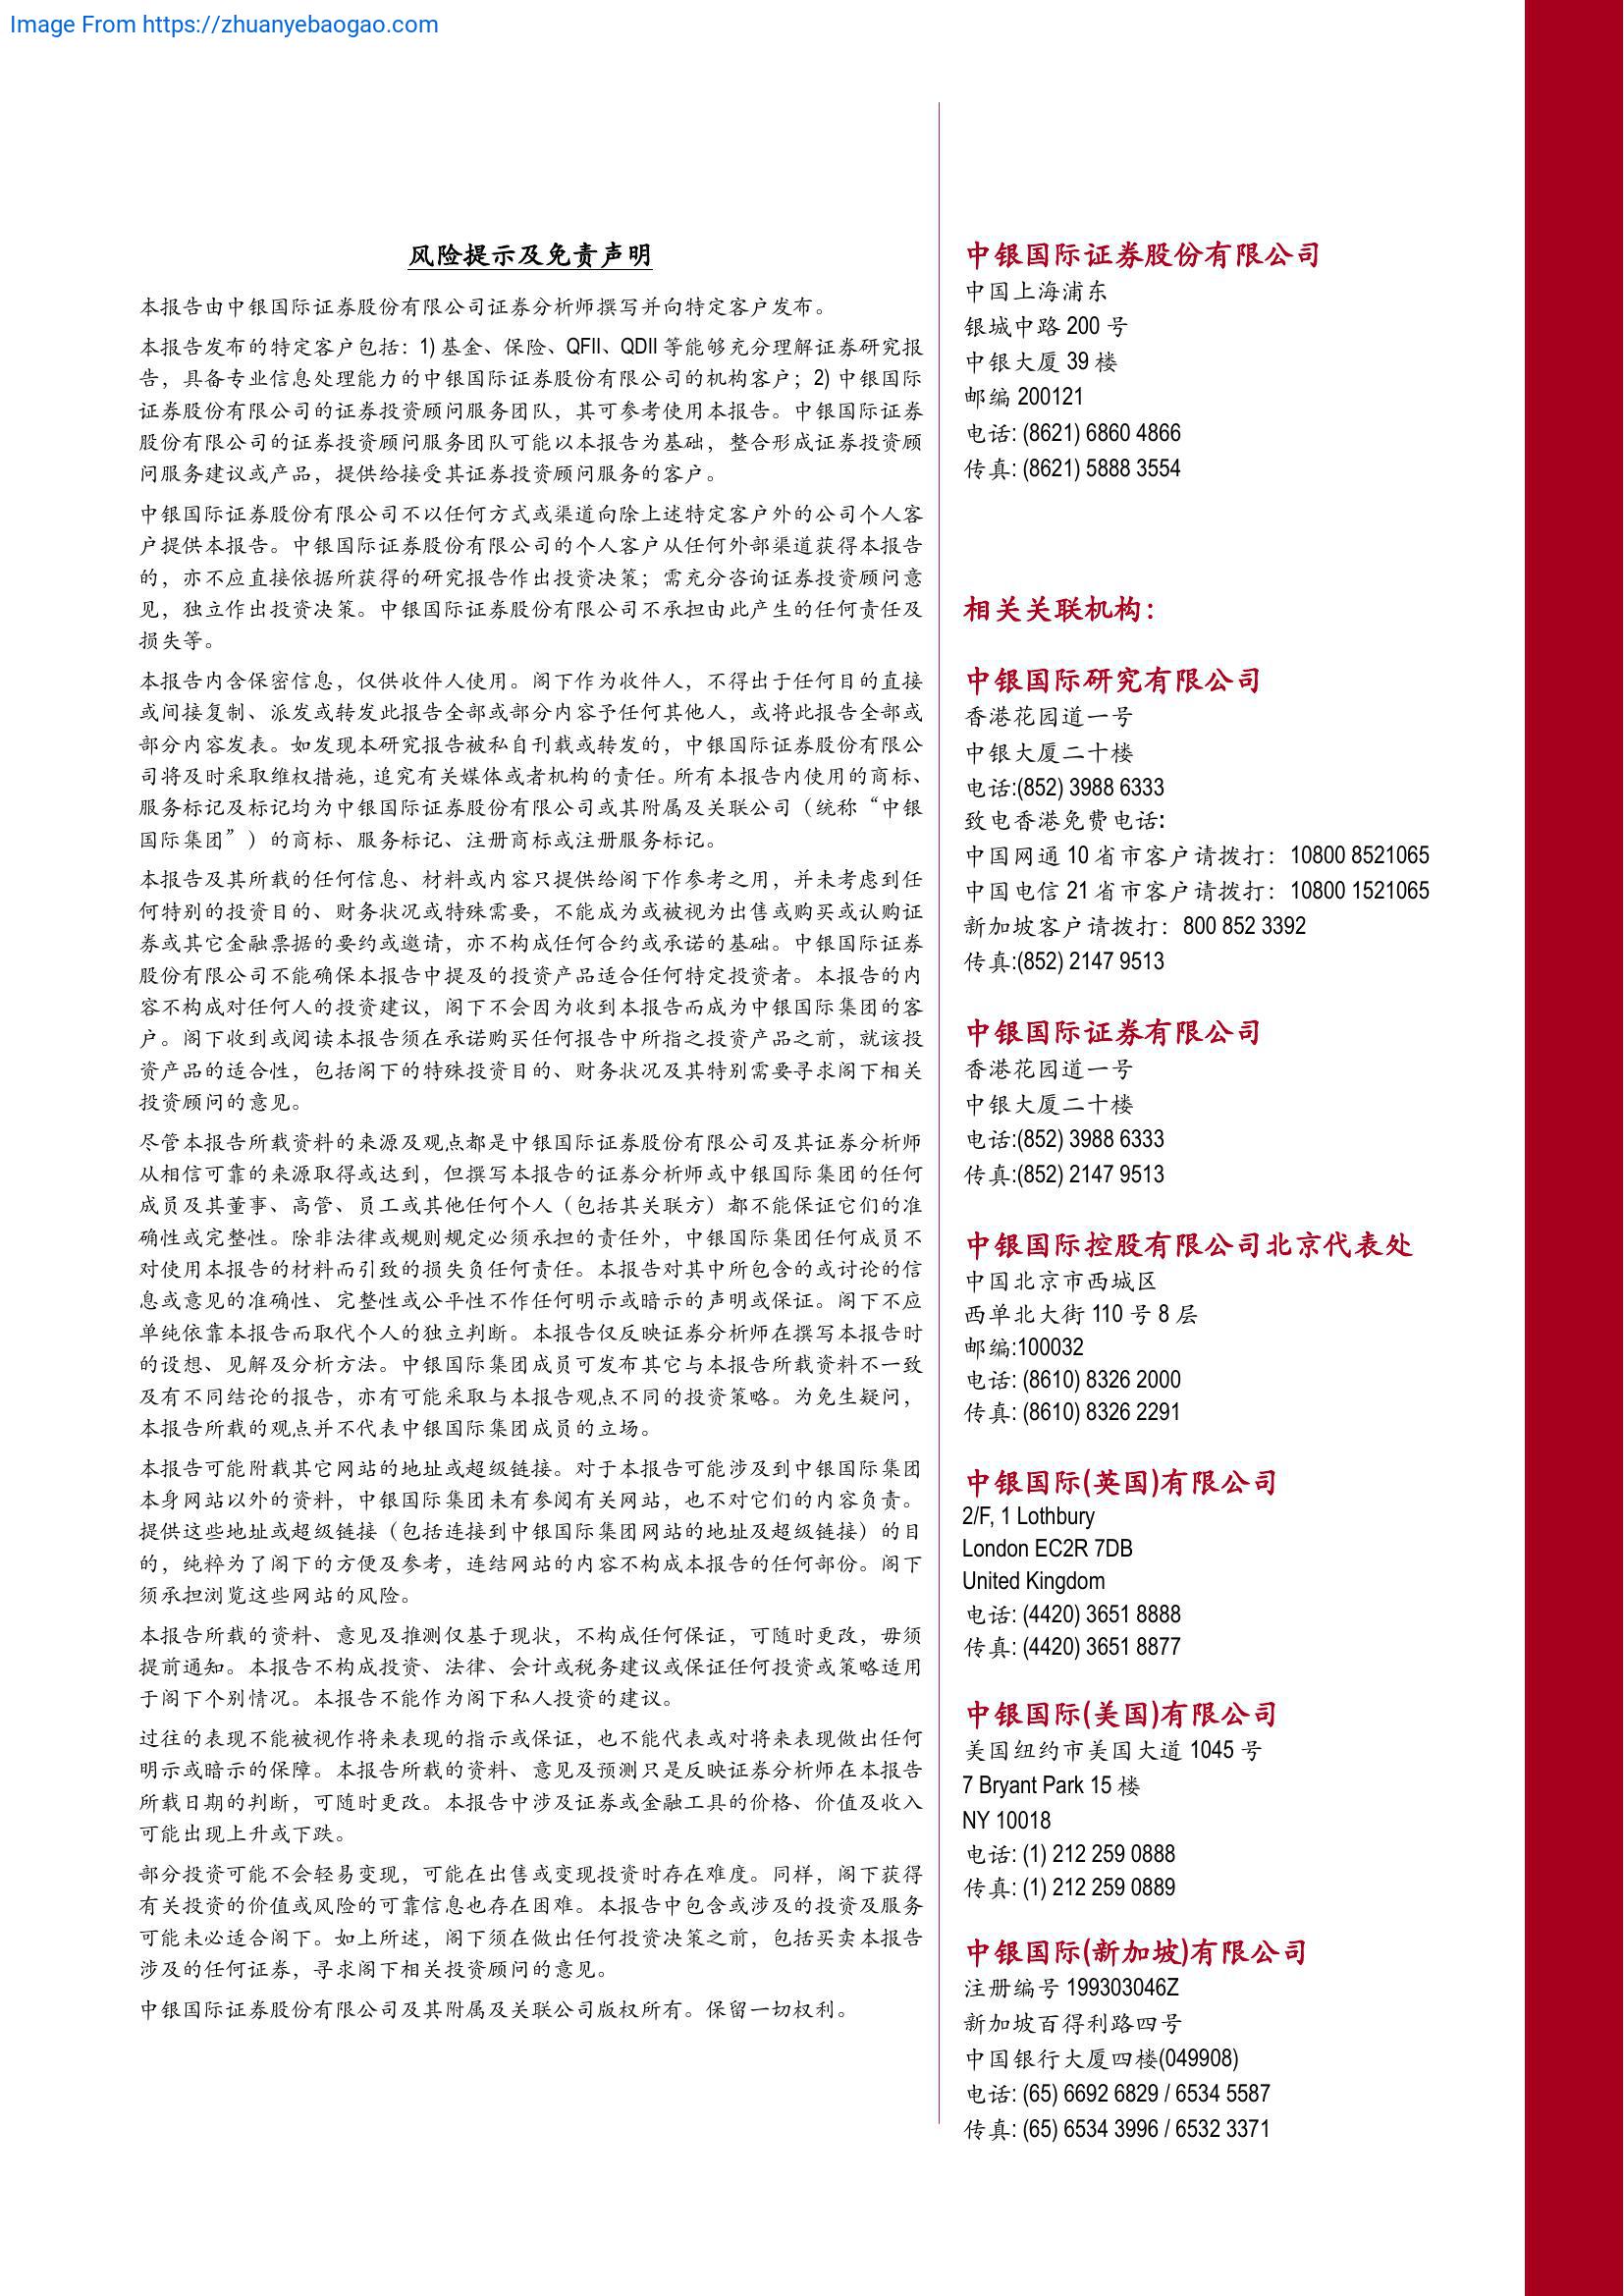 Image From https://zhuanyebaogao.com
风险提示及免责声明
本报告由中银国际证券股份有限公司证券分析师撰写并向特定客户发布。
本报告发布的特定客户包括：1) 基金、保险、QFII、QDII 等能够充分理解证券研究报
告，具备专业信息处理能力的中银国际证券股份有限公司的机构客户；2) 中银国际
证券股份有限公司的证券投资顾问服务团队，其可参考使用本报告。中银国际证券
股份有限公司的证券投资顾问服务团队可能以本报告为基础，整合形成证券投资顾
问服务建议或产品，提供给接受其证券投资顾问服务的客户。
中银国际证券股份有限公司不以任何方式或渠道向除上述特定客户外的公司个人客
户提供本报告。中银国际证券股份有限公司的个人客户从任何外部渠道获得本报告
的，亦不应直接依据所获得的研究报告作出投资决策；需充分咨询证券投资顾问意
见，独立作出投资决策。中银国际证券股份有限公司不承担由此产生的任何责任及
损失等。
本报告内含保密信息，仅供收件人使用。阁下作为收件人，不得出于任何目的直接
或间接复制、派发或转发此报告全部或部分内容予任何其他人，或将此报告全部或
部分内容发表。如发现本研究报告被私自刊载或转发的，中银国际证券股份有限公
司将及时采取维权措施，追究有关媒体或者机构的责任。所有本报告内使用的商标、
服务标记及标记均为中银国际证券股份有限公司或其附属及关联公司（统称“中银
国际集团”）的商标、服务标记、注册商标或注册服务标记。
本报告及其所载的任何信息、材料或内容只提供给阁下作参考之用，并未考虑到任
何特别的投资目的、财务状况或特殊需要，不能成为或被视为出售或购买或认购证
券或其它金融票据的要约或邀请，亦不构成任何合约或承诺的基础。中银国际证券
股份有限公司不能确保本报告中提及的投资产品适合任何特定投资者。本报告的内
容不构成对任何人的投资建议，阁下不会因为收到本报告而成为中银国际集团的客
户。阁下收到或阅读本报告须在承诺购买任何报告中所指之投资产品之前，就该投
资产品的适合性，包括阁下的特殊投资目的、财务状况及其特别需要寻求阁下相关
投资顾问的意见。
尽管本报告所载资料的来源及观点都是中银国际证券股份有限公司及其证券分析师
从相信可靠的来源取得或达到，但撰写本报告的证券分析师或中银国际集团的任何
成员及其董事、高管、员工或其他任何个人（包括其关联方）都不能保证它们的准
确性或完整性。除非法律或规则规定必须承担的责任外，中银国际集团任何成员不
对使用本报告的材料而引致的损失负任何责任。本报告对其中所包含的或讨论的信
息或意见的准确性、完整性或公平性不作任何明示或暗示的声明或保证。阁下不应
单纯依靠本报告而取代个人的独立判断。本报告仅反映证券分析师在撰写本报告时
的设想、见解及分析方法。中银国际集团成员可发布其它与本报告所载资料不一致
及有不同结论的报告，亦有可能采取与本报告观点不同的投资策略。为免生疑问，
本报告所载的观点并不代表中银国际集团成员的立场。
本报告可能附载其它网站的地址或超级链接。对于本报告可能涉及到中银国际集团
本身网站以外的资料，中银国际集团未有参阅有关网站，也不对它们的内容负责。
提供这些地址或超级链接（包括连接到中银国际集团网站的地址及超级链接）的目
的，纯粹为了阁下的方便及参考，连结网站的内容不构成本报告的任何部份。阁下
须承担浏览这些网站的风险。
本报告所载的资料、意见及推测仅基于现状，不构成任何保证，可随时更改，毋须
提前通知。本报告不构成投资、法律、会计或税务建议或保证任何投资或策略适用
于阁下个别情况。本报告不能作为阁下私人投资的建议。
过往的表现不能被视作将来表现的指示或保证，也不能代表或对将来表现做出任何
明示或暗示的保障。本报告所载的资料、意见及预测只是反映证券分析师在本报告
所载日期的判断，可随时更改。本报告中涉及证券或金融工具的价格、价值及收入
可能出现上升或下跌。
部分投资可能不会轻易变现，可能在出售或变现投资时存在难度。同样，阁下获得
有关投资的价值或风险的可靠信息也存在困难。本报告中包含或涉及的投资及服务
可能未必适合阁下。如上所述，阁下须在做出任何投资决策之前，包括买卖本报告
涉及的任何证券，寻求阁下相关投资顾问的意见。
中银国际证券股份有限公司及其附属及关联公司版权所有。保留一切权利。
中银国际证券股份有限公司
中国上海浦东
银城中路 200 号
中银大厦 39 楼
邮编 200121
电话: (8621) 6860 4866
传真: (8621) 5888 3554
相关关联机构：
中银国际研究有限公司
香港花园道一号
中银大厦二十楼
电话:(852) 3988 6333
致电香港免费电话:
中国网通 10 省市客户请拨打：10800 8521065
中国电信 21 省市客户请拨打：10800 1521065
新加坡客户请拨打：800 852 3392
传真:(852) 2147 9513
中银国际证券有限公司
香港花园道一号
中银大厦二十楼
电话:(852) 3988 6333
传真:(852) 2147 9513
中银国际控股有限公司北京代表处
中国北京市西城区
西单北大街 110 号 8 层
邮编:100032
电话: (8610) 8326 2000
传真: (8610) 8326 2291
中银国际(英国)有限公司
2/F, 1 Lothbury
London EC2R 7DB
United Kingdom
电话: (4420) 3651 8888
传真: (4420) 3651 8877
中银国际(美国)有限公司
美国纽约市美国大道 1045 号
7 Bryant Park 15 楼
NY 10018
电话: (1) 212 259 0888
传真: (1) 212 259 0889
中银国际(新加坡)有限公司
注册编号 199303046Z
新加坡百得利路四号
中国银行大厦四楼(049908)
电话: (65) 6692 6829 / 6534 5587
传真: (65) 6534 3996 / 6532 3371